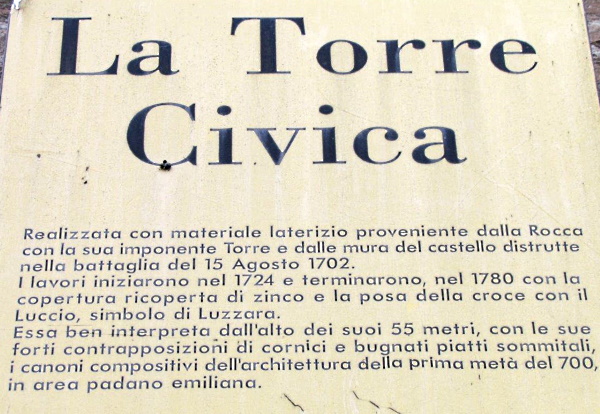 La Torre
Civica
Realizzata con materiale laterizio proveniente dalla Rocca
con la sua imponente Torre e dalle mura del castello distrutte
nella battaglia del 15 Agosto 1702.
I lavori iniziarono nel 1724 e terminarono, nel 1780 con la
copertura ricoperta di zinco e la posa della croce con il
Luccio, simbolo di Luzzara.
Essa ben interpreta dall'alto dei suoi 55 metri, con le sue
forti contrapposizioni di cornici e bugnati piatti sommitali,
i canoni compositivi dell'architettura della prima metà del 700,
in area padano emiliana.